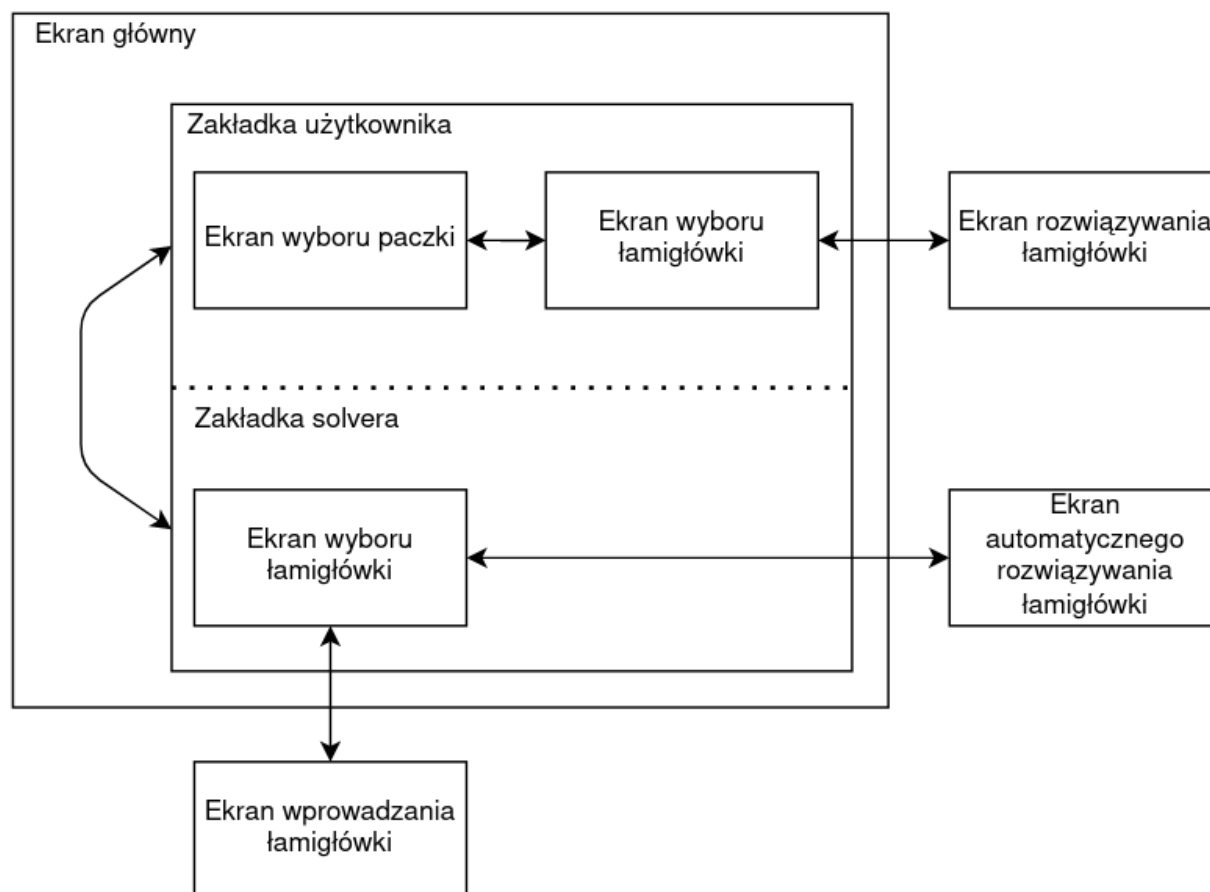 Ekran główny
Zakładka użytkownika
Ekran wyboru paczki
Ekran wyboru
łamigłówki
Ekran rozwiązywania
łamigłówki
Zakładka solvera
Ekran wyboru
łamigłówki
Ekran
automatycznego
rozwiązywania
łamigłówki
Ekran wprowadzania
łamigłówki